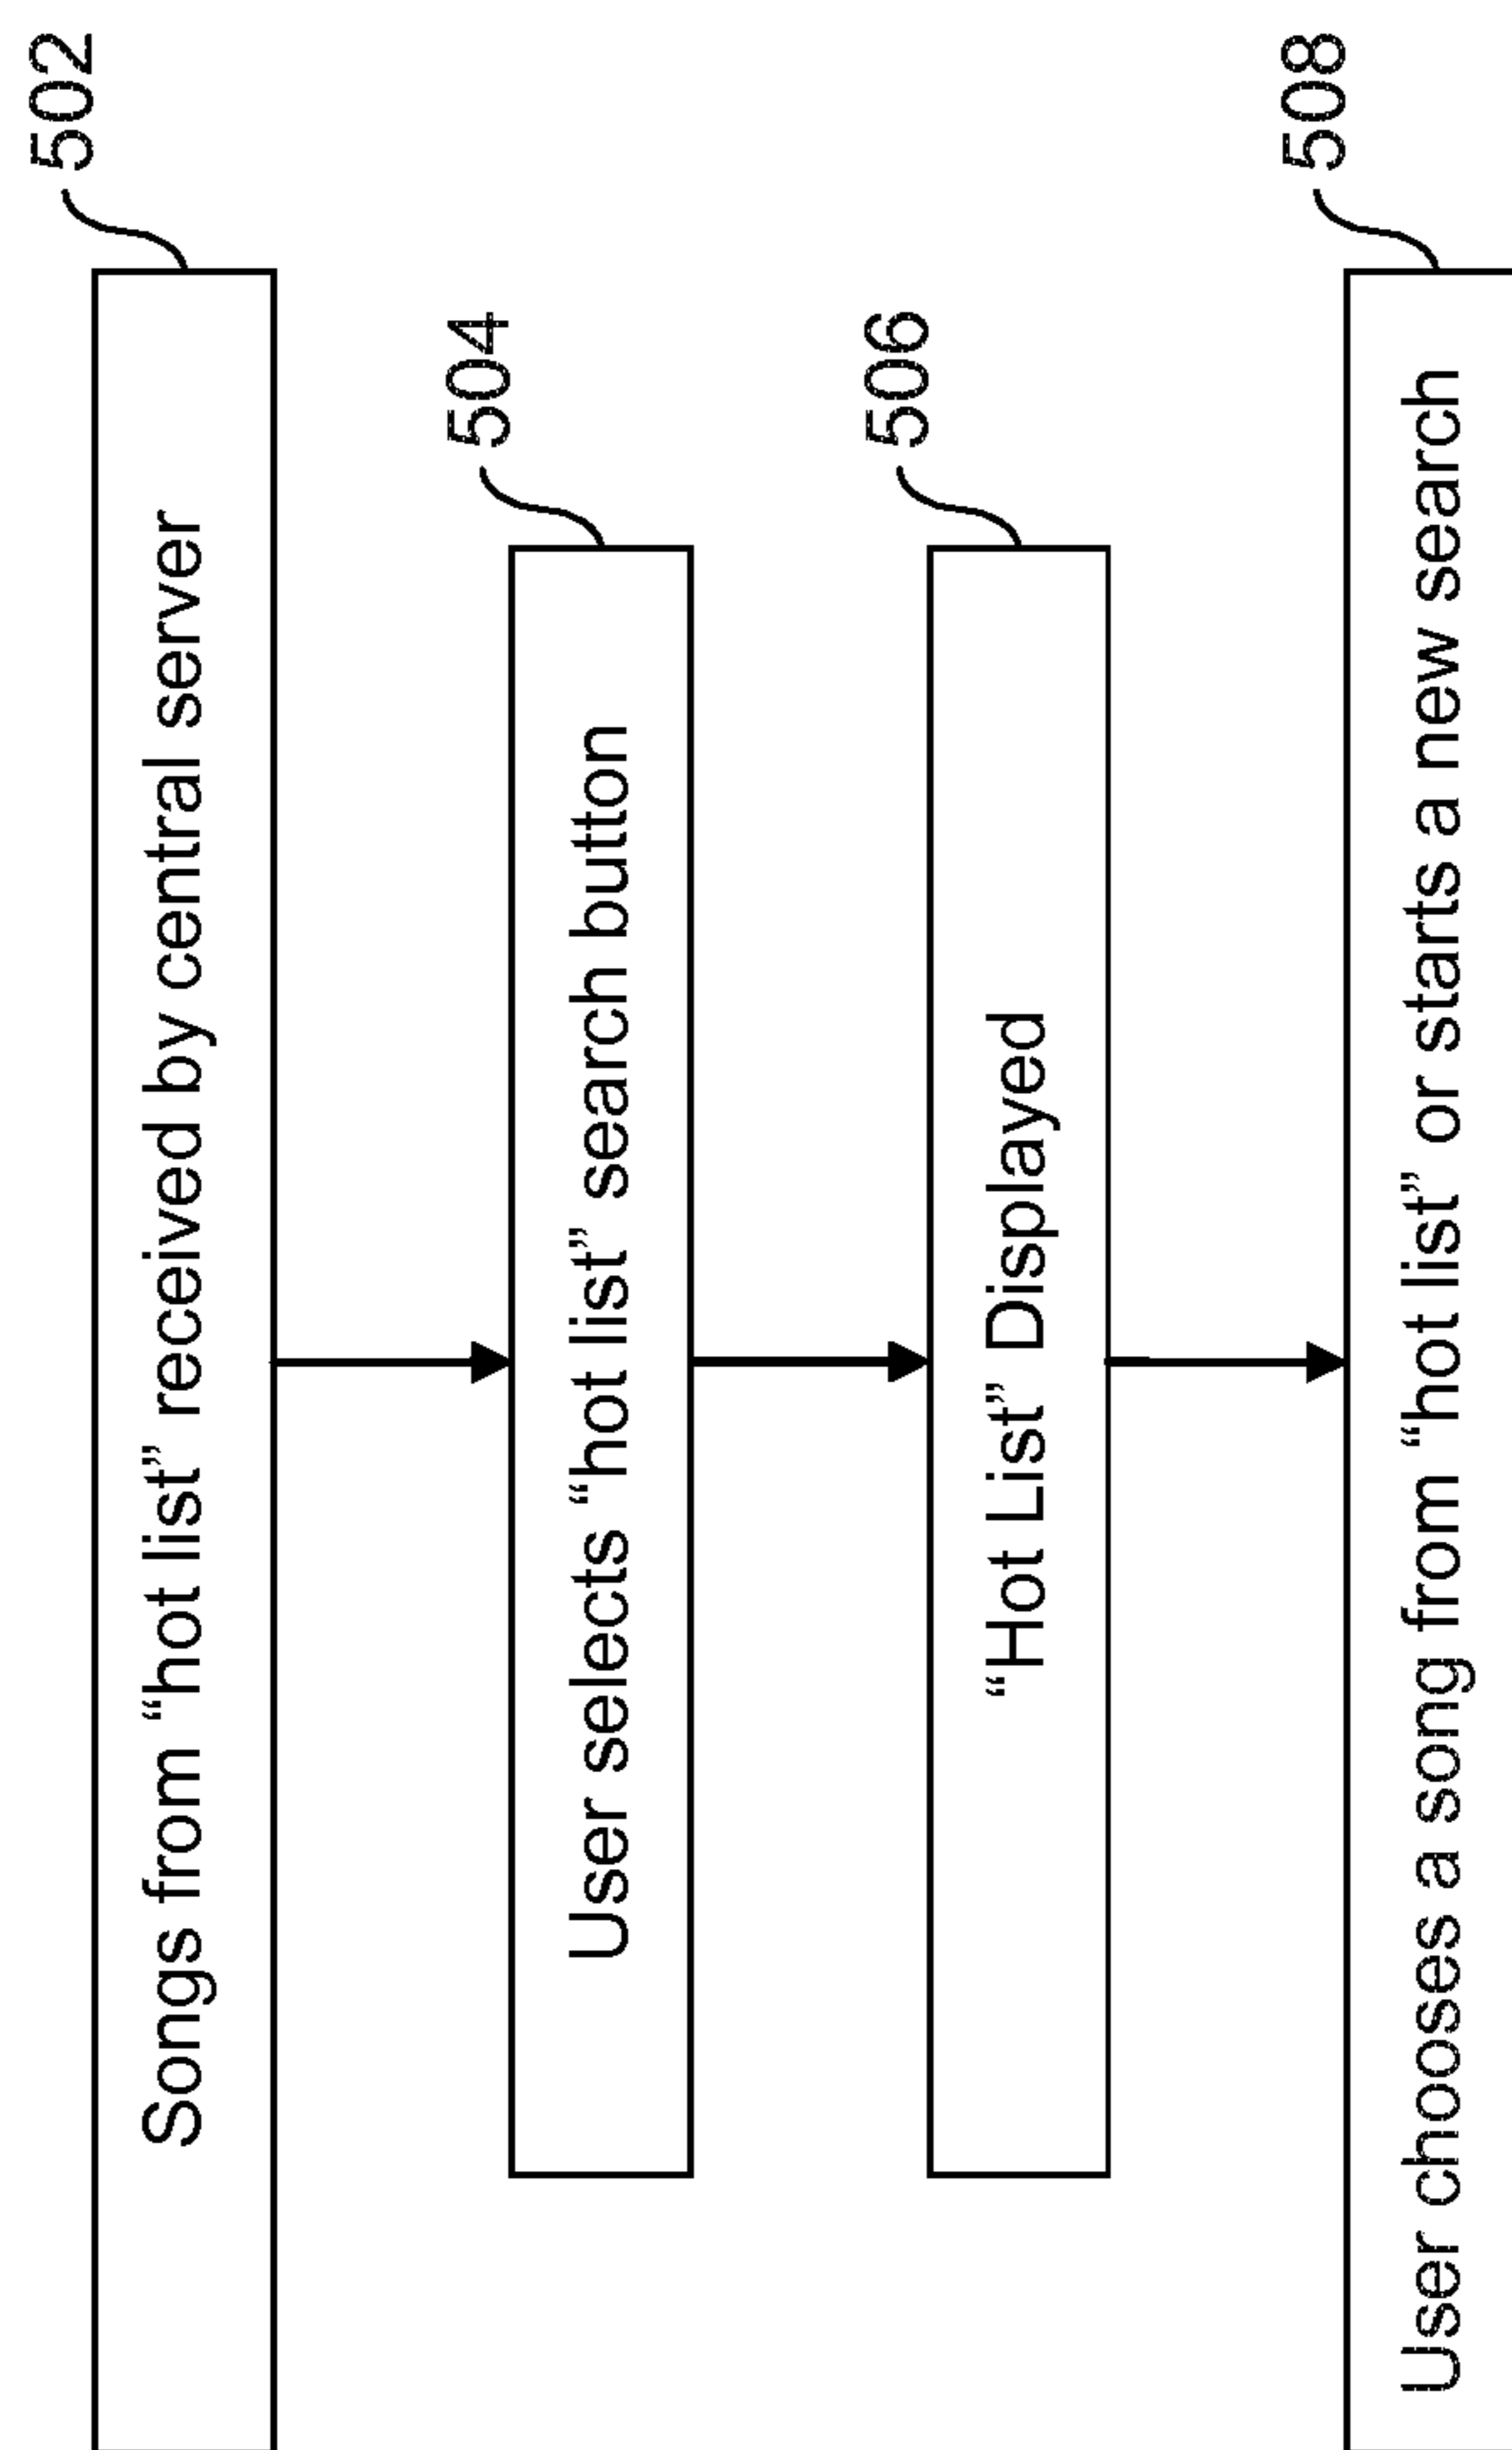 502
Songs from “hot list” received by central server
504
User selects “hot list” search button
506
“Hot List” Displayed
508
User chooses a song from “hot list” or starts a new search